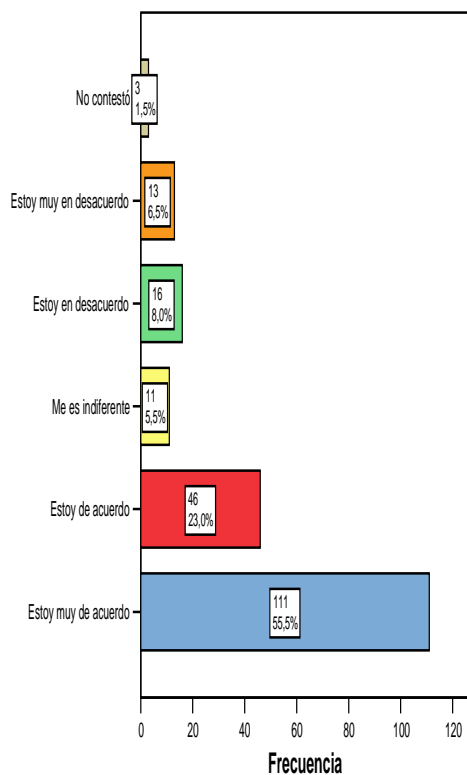 No contestó
3
1,5%
Estoy muy en desacuerdo
13
6,5%
Estoy en desacuerdo
16
8,0%
Me es indiferente
11
5,5%
Estoy de acuerdo
46
23,0%
Estoy muy de acuerdo
111
55,5%
0 20 40 60 80 100 120
Frecuencia